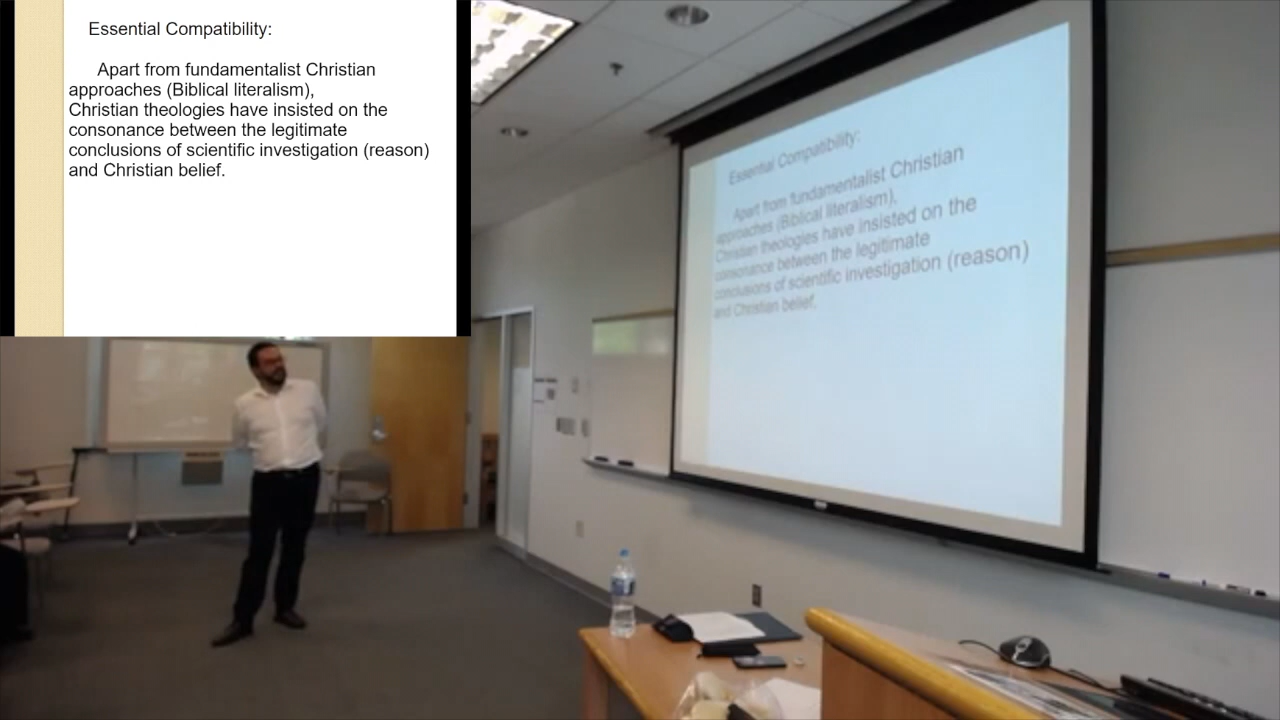 Essential Compatibility:
Apart from fundamentalist Christian
approaches (Biblical literalism),
Christian theologies have insisted on the
consonance between the legitimate
conclusions of scientific investigation (reason)
and Christian belief.
Essential Compatibility:
Apart from fundamentalist Christian
approaches (Biblical literalism),
Christian theologies have insisted on the
consonance between the legitimate
conclusions of scientific investigation (reason)
and Christian belief.